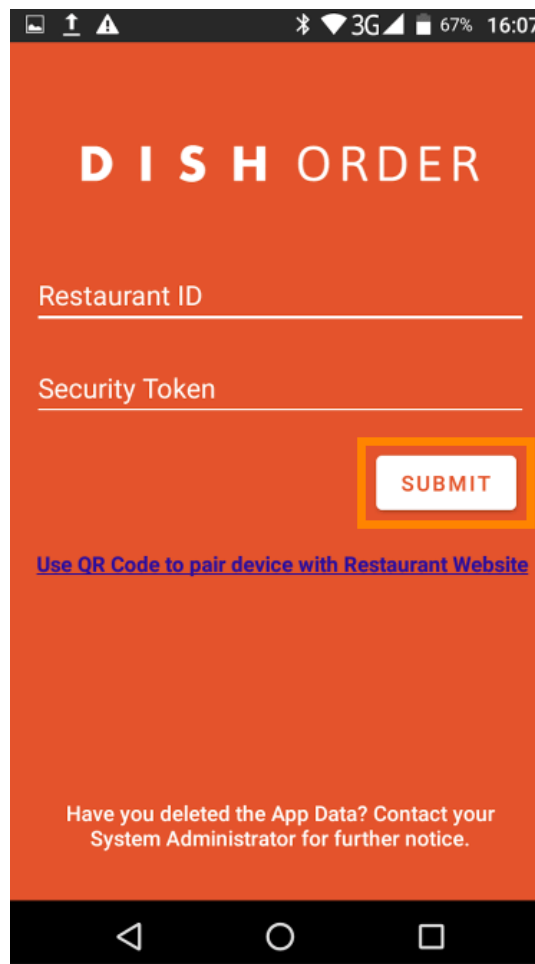 3G 67% 16:07
DISH ORDER
Restaurant ID
Security Token
SUBMIT
Use QR Code to pair device with Restaurant Website
Have you deleted the App Data? Contact your
System Administrator for further notice.